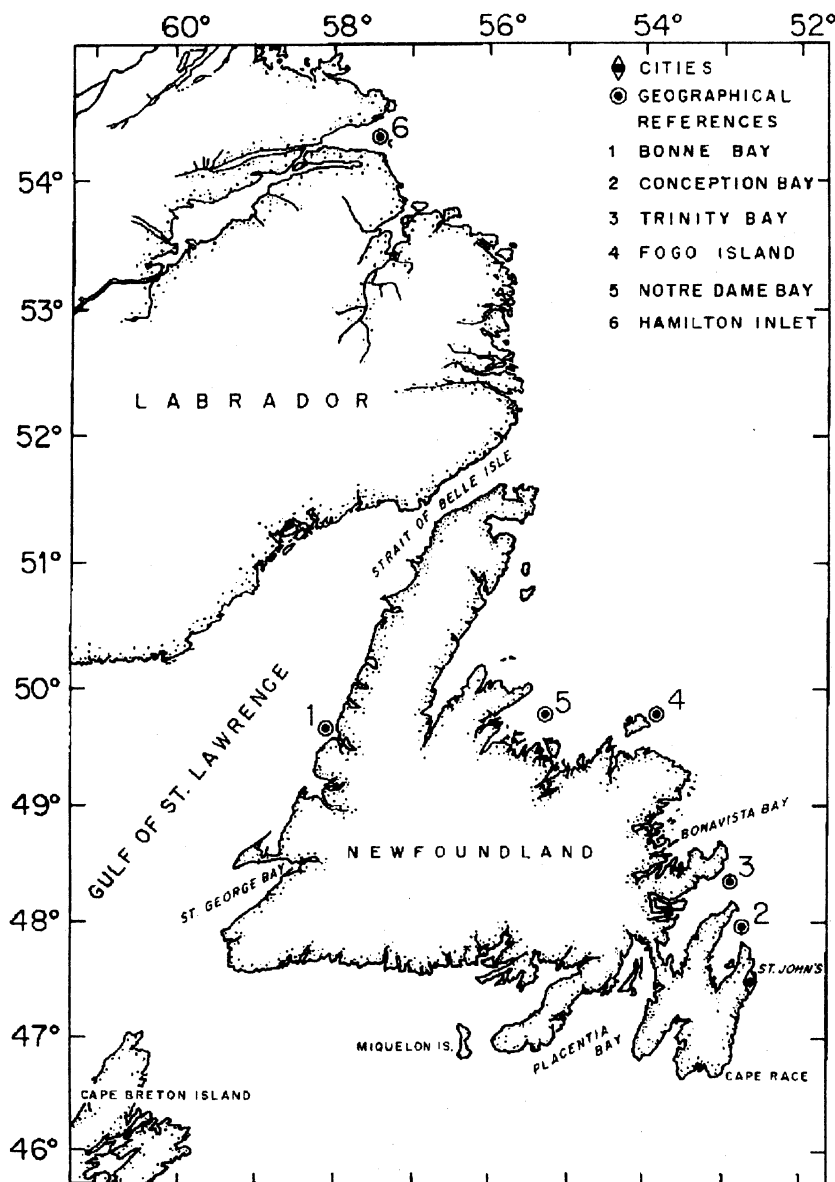 60° 58° 56° 54° 52°
CITIES
GEOGRAPHICAL
REFERENCES
1 BONNE BAY
2 CONCEPTION BAY
3 TRINITY BAY
4 FOGO ISLAND
5 NOTRE DAME BAY
6 HAMILTON INLET
6
54°
53°
LABRADOR
52°
STRAIT OF BELLE ISLE
51°
50°
GULF OF ST. LAWRENCE
1
5
4
49°
BONAVISTA BAY
NEWFOUNDLAND
3
ST. GEORGE BAY
2
48°
ST. JOHN'S
47°
MIQUELON IS.
PLACENTIA
BAY
CAPE RACE
CAPE BRETON ISLAND
46°